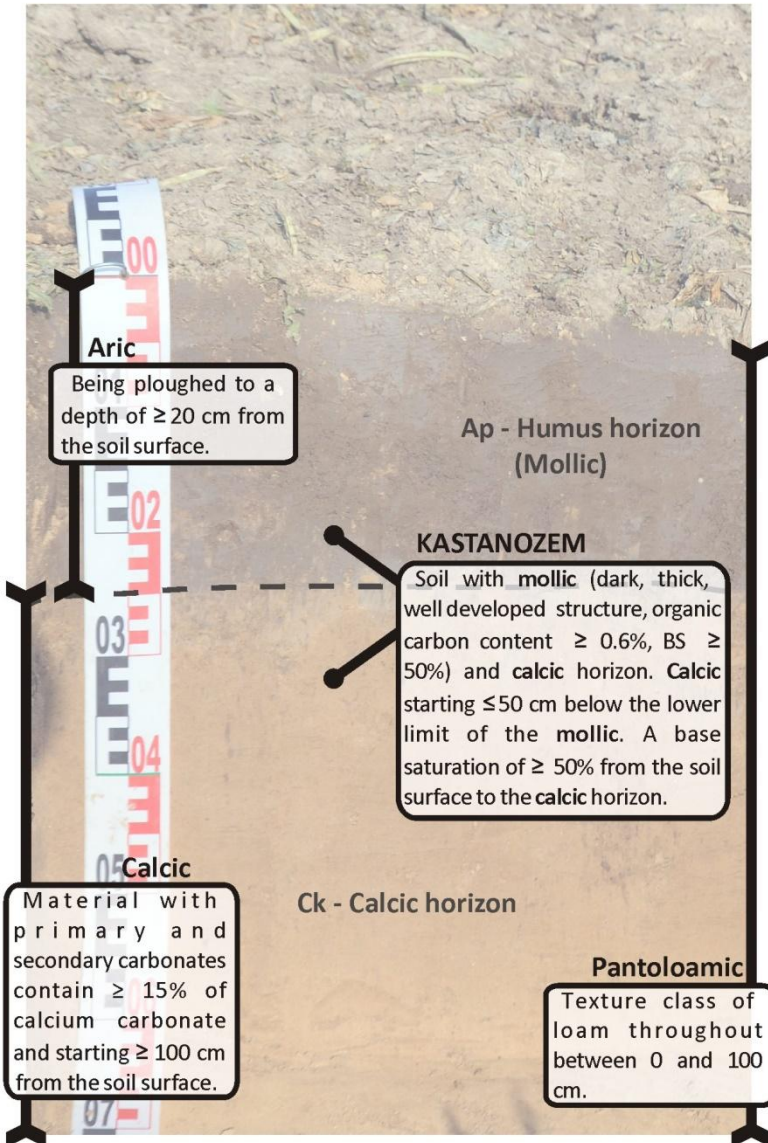 00
Aric
Being ploughed to a
depth of ≥ 20 cm from
the soil surface.
Ap - Humus horizon
(Mollic)
02
KASTANOZEM
Soil with mollic (dark, thick,
well developed structure, organic
carbon content ≥ 0.6%, BS ≥
50%) and calcic horizon. Calcic
starting ≤ 50 cm below the lower
limit of the mollic. A base
saturation of ≥ 50% from the soil
surface to the calcic horizon.
03
04
05
Calcic
Material with
primary and
secondary carbonates
contain ≥ 15% of
calcium carbonate
and starting ≥ 100 cm
from the soil surface.
Ck - Calcic horizon
Pantoloamic
Texture class of
loam throughout
between 0 and 100
cm.
07